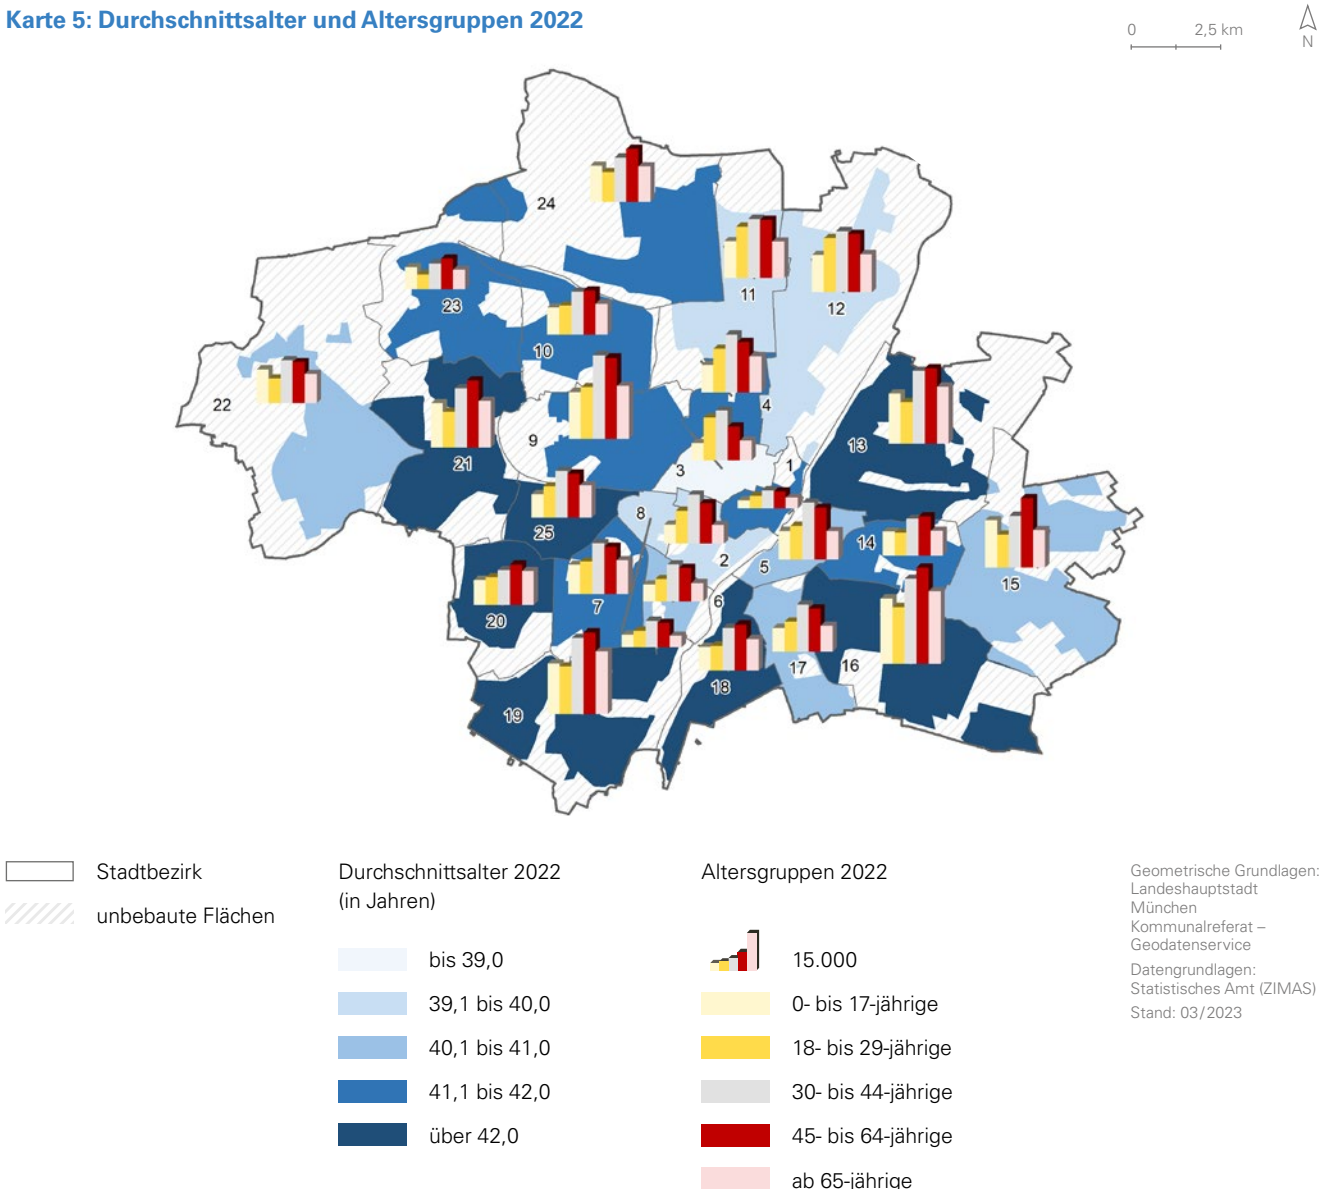 Karte 5: Durchschnittsalter und Altersgruppen 2022
0 2,5 km
N
24
23
11
12
10
22
4
9
13
3
1
21
8
25
14
2
5
15
6
20
7
17
16
18
19
Stadtbezirk
unbebaute Flächen
Durchschnittsalter 2022
(in Jahren)
bis 39,0
39,1 bis 40,0
40,1 bis 41,0
41,1 bis 42,0
über 42,0
Altersgruppen 2022
15.000
0- bis 17-jährige
18- bis 29-jährige
30- bis 44-jährige
45- bis 64-jährige
ab 65-jährige
Geometrische Grundlagen:
Landeshauptstadt
München
Kommunalreferat –
Geodatenservice
Datengrundlagen:
Statistisches Amt (ZIMAS)
Stand: 03/2023